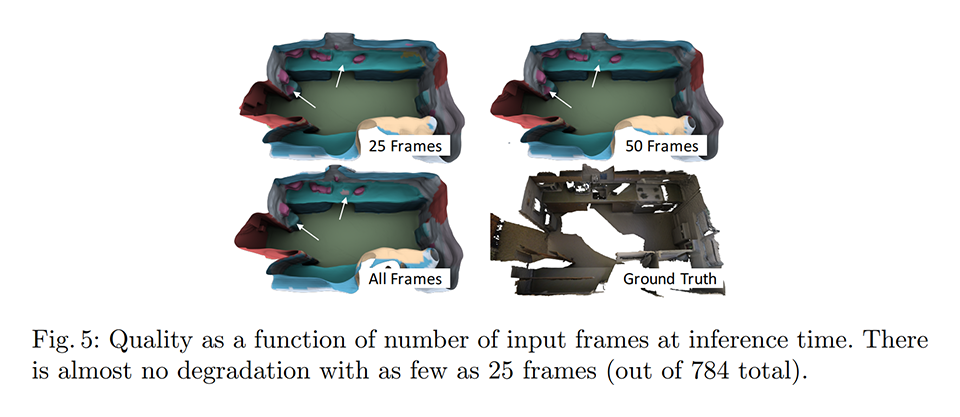 25 Frames
50 Frames
All Frames
Ground Truth
Fig. 5: Quality as a function of number of input frames at inference time. There
is almost no degradation with as few as 25 frames (out of 784 total).